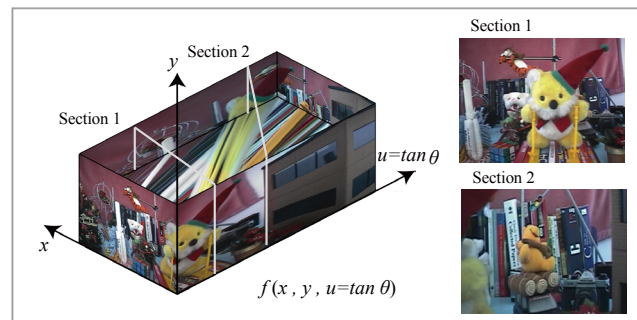 Section 1
Section 2
y
Section 1
u=tan θ
x
f(x , y , u=tan θ)
Section 2